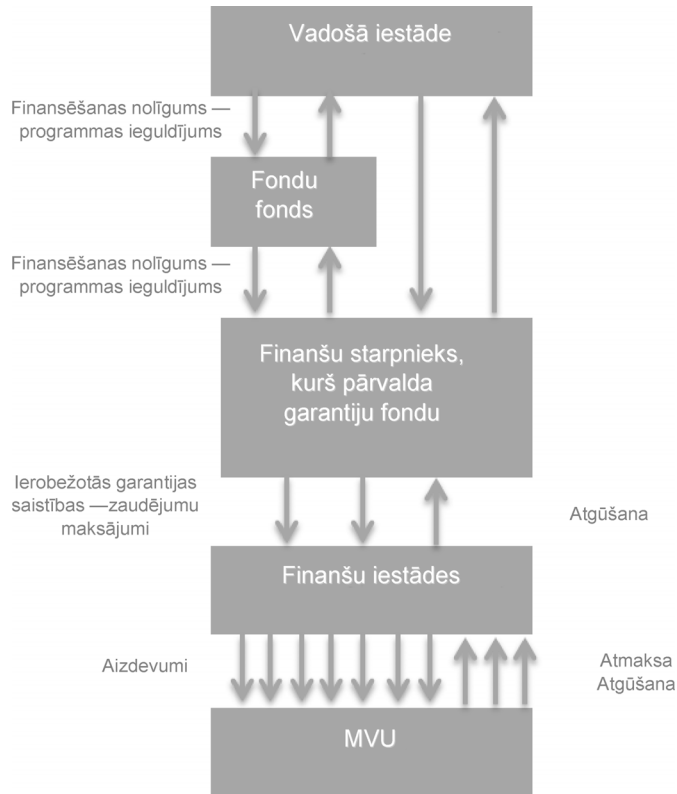 Vadošā iestāde
Finansēšanas nolīgums —
programmas ieguldījums
Fondu
fonds
Finansēšanas nolīgums —
programmas ieguldījums
Finanšu starpnieks,
kurš pārvalda
garantiju fondu
Ierobežotās garantijas
saistības —zaudējumu
maksājumi
Atgūšana
Finanšu iestādes
Aizdevumi
Atmaksa
Atgūšana
MVU